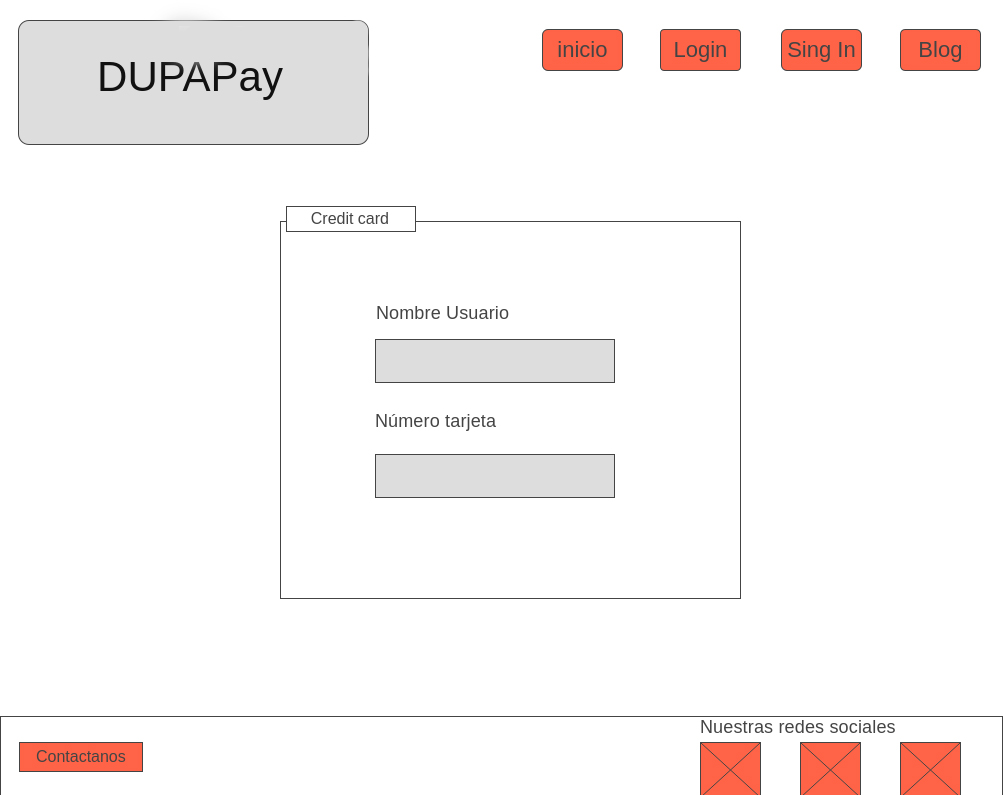 DUPAPay
inicio
Login
Sing In
Blog
Credit card
Nombre Usuario
Número tarjeta
Nuestras redes sociales
Contactanos